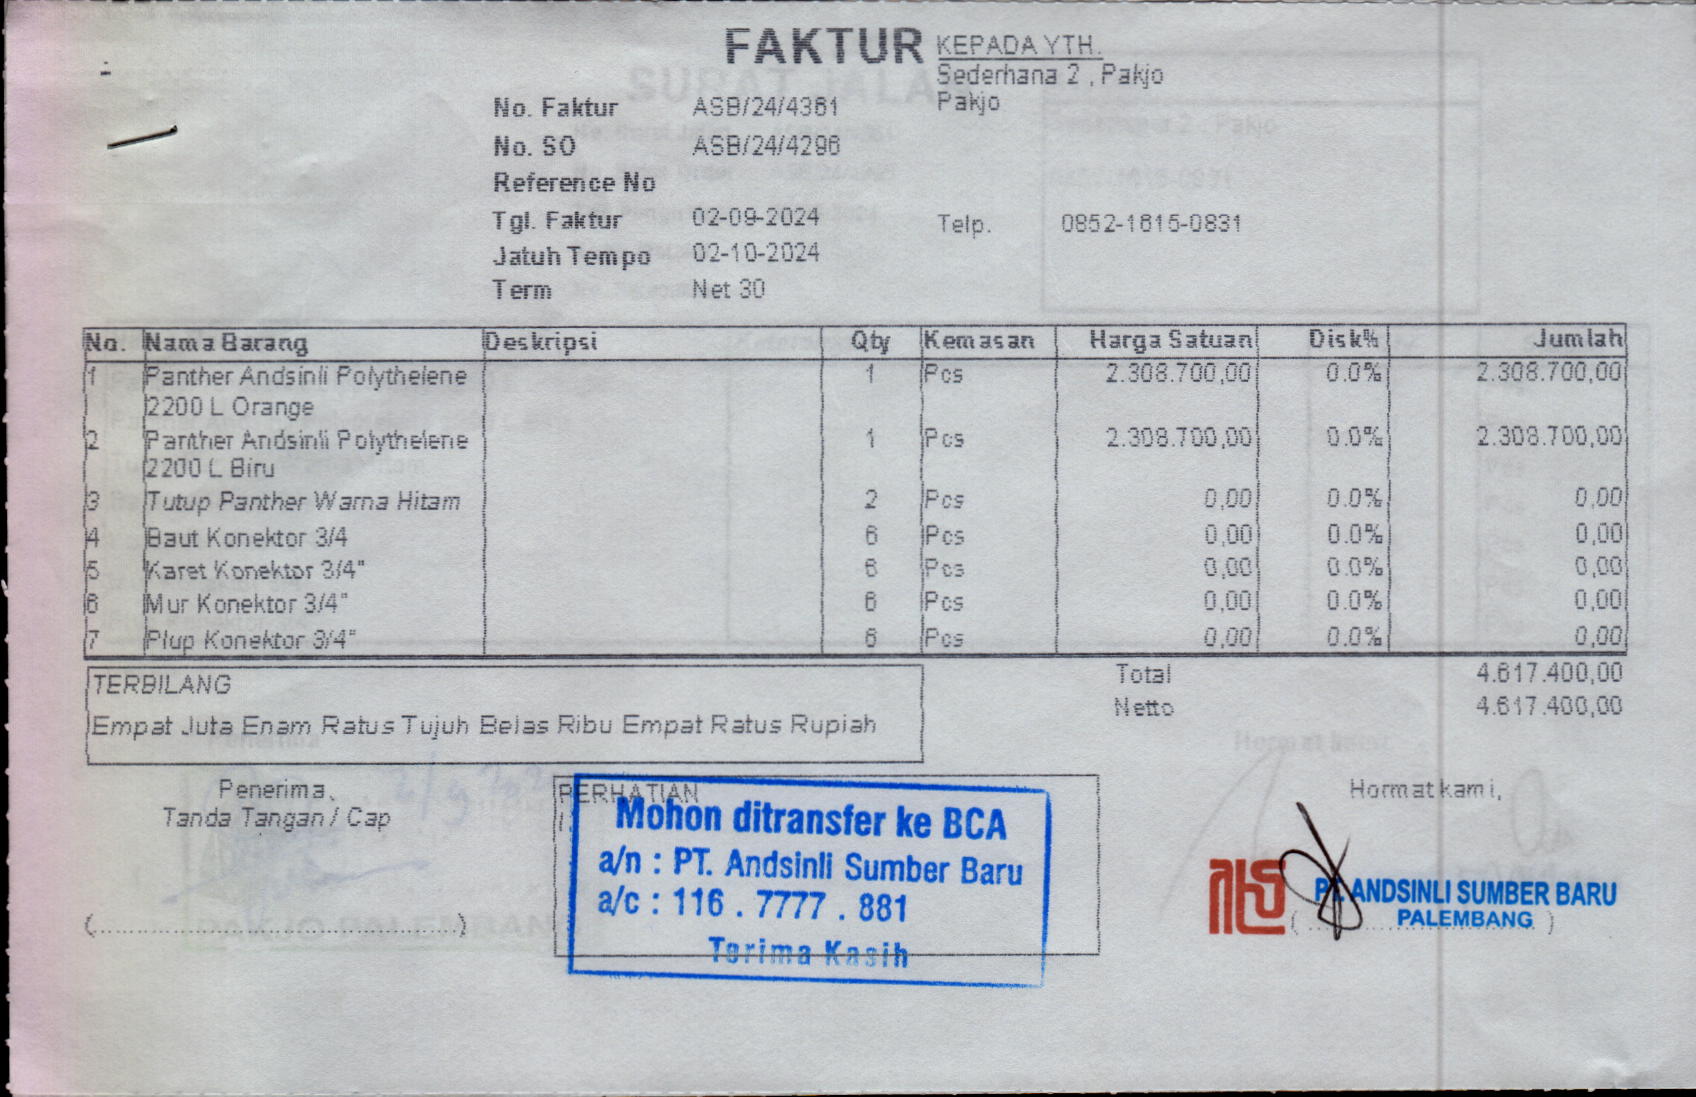 FAKTUR
KEPADA YTH.
Sederhana 2 , Pakjo
Pakjo
No. Faktur ASB/24/4361
No. SO ASB/24/4296
Reference No
Tgl. Faktur 02-09-2024
Telp. 0852-1615-0831
Jatuh Tempo 02-10-2024
Term Net 30
No. Nama Barang Deskripsi Qty Kemasan Harga Satuan Disk% Jumlah
1 Panther Andsinli Polythelene 1 Pcs 2.308.700,00 0.0% 2.308.700,00
2200 L Orange
2 Panther Andsinli Polythelene 1 Pcs 2.308.700,00 0.0% 2.308.700,00
2200 L Biru
3 Tutup Panther Warna Hitam 2 Pcs 0,00 0.0% 0,00
4 Baut Konektor 3/4 6 Pcs 0,00 0.0% 0,00
5 Karet Konektor 3/4" 6 Pcs 0,00 0.0% 0,00
6 Mur Konektor 3/4" 6 Pcs 0,00 0.0% 0,00
7 Plup Konektor 3/4" 6 Pcs 0,00 0.0% 0,00
Total 4.617.400,00
Netto 4.617.400,00
TERBILANG
Empat Juta Enam Ratus Tujuh Belas Ribu Empat Ratus Rupiah
Penerima,
Tanda Tangan / Cap
(..............................................)
PERHATIAN
Mohon ditransfer ke BCA
a/n : PT. Andsinli Sumber Baru
a/c : 116 . 7777 . 881
Terima Kasih
Hormat kami,
PT. ANDSINLI SUMBER BARU
PALEMBANG